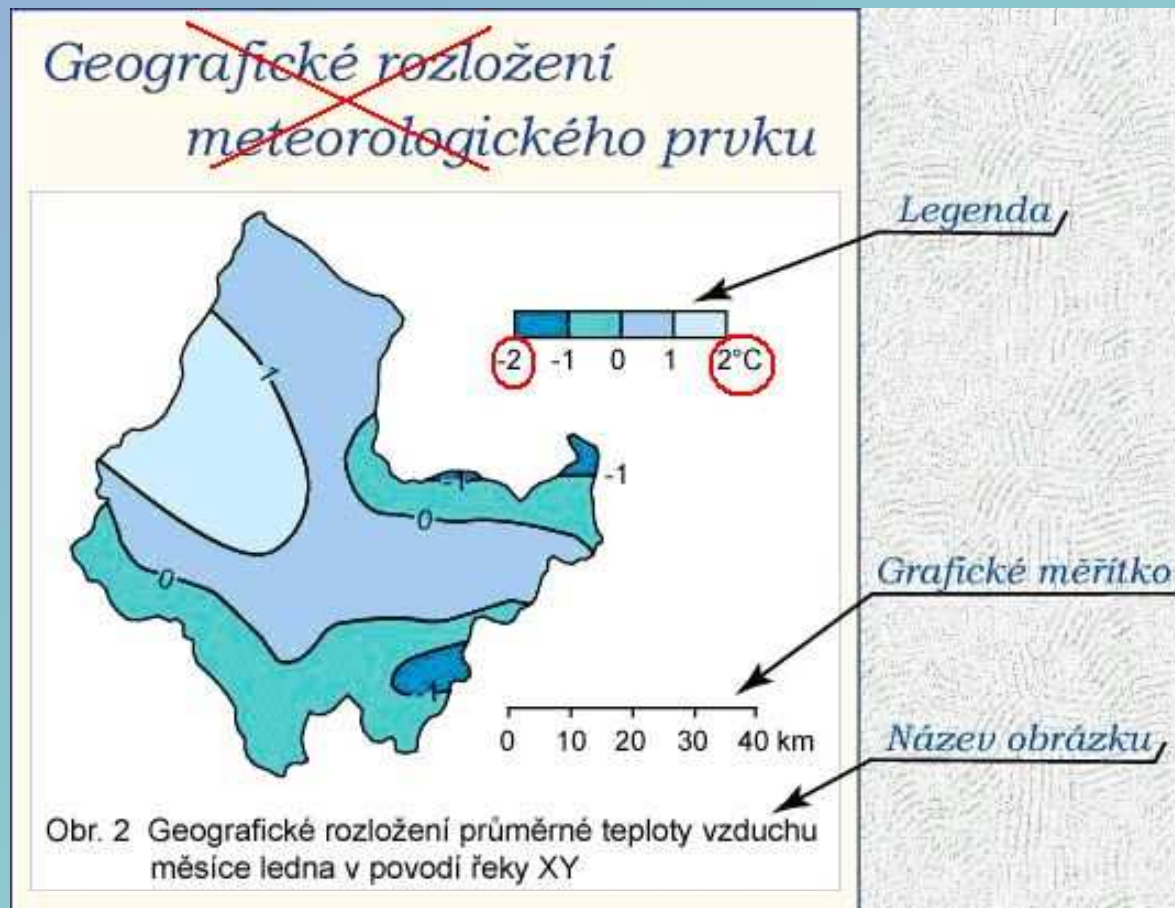 Geografické rozložení
meteorologického prvku
Legenda
-2 -1 0 1 2°C
1
-1
-1
0
0
Grafické měřítko
-1
0 10 20 30 40 km
Název obrázku
Obr. 2 Geografické rozložení průměrné teploty vzduchu
měsíce ledna v povodí řeky XY